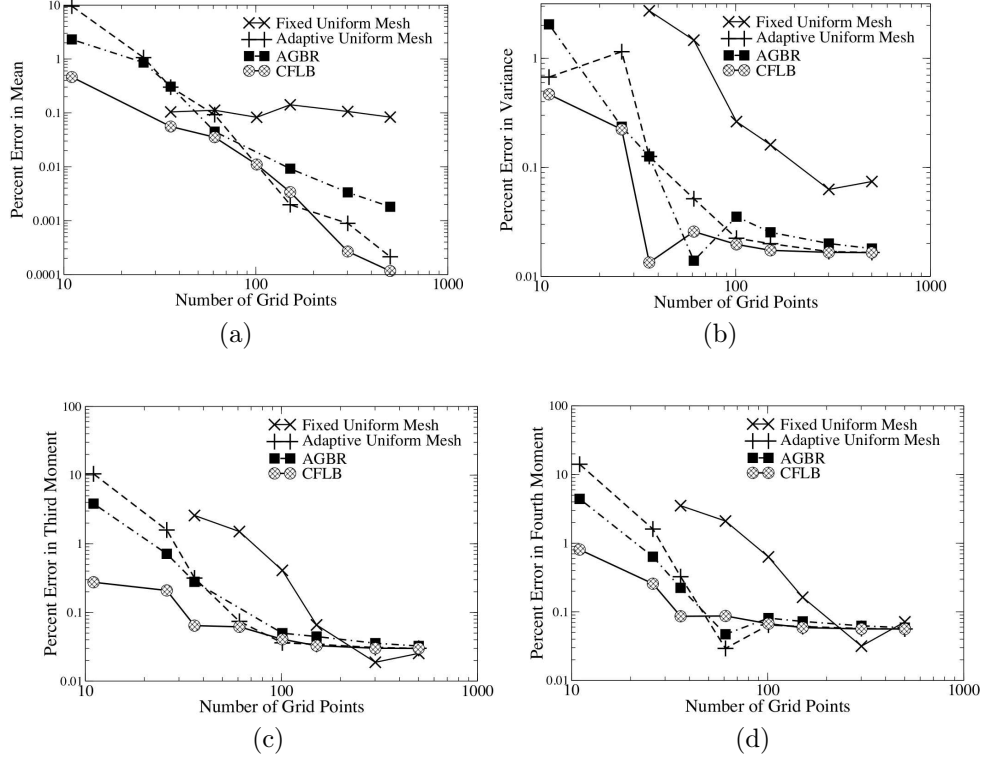 Percent Error in Mean
10
1
0.1
0.01
0.001
0.0001
10
100
1000
Number of Grid Points
Fixed Uniform Mesh
Adaptive Uniform Mesh
AGBR
CFLB
(a)
Percent Error in Variance
1
0.1
0.01
10
100
1000
Number of Grid Points
Fixed Uniform Mesh
Adaptive Uniform Mesh
AGBR
CFLB
(b)
Percent Error in Third Moment
100
10
1
0.1
0.01
10
100
1000
Number of Grid Points
Fixed Uniform Mesh
Adaptive Uniform Mesh
AGBR
CFLB
(c)
Percent Error in Fourth Moment
100
10
1
0.1
0.01
10
100
1000
Number of Grid Points
Fixed Uniform Mesh
Adaptive Uniform Mesh
AGBR
CFLB
(d)